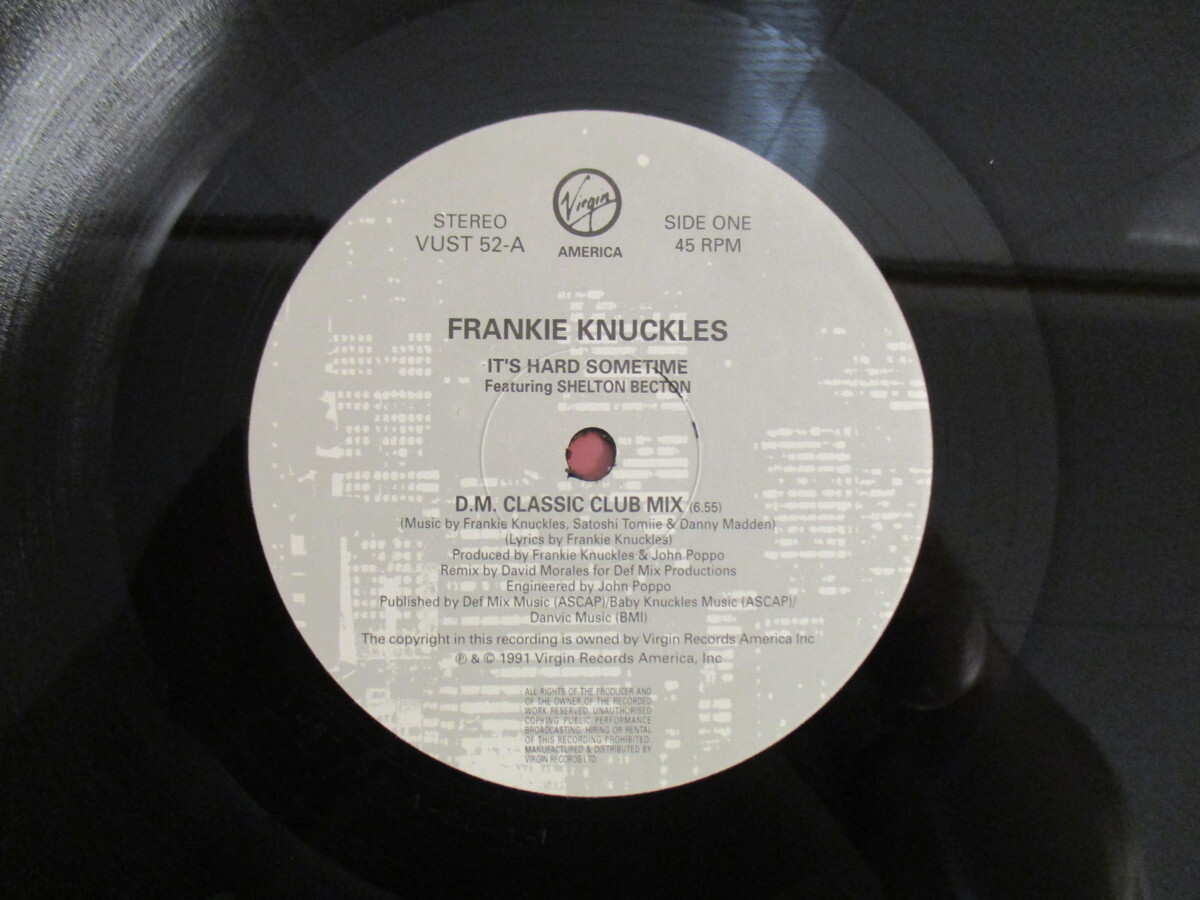 Virgin
AMERICA
STEREO
VUST 52-A
SIDE ONE
45 RPM
FRANKIE KNUCKLES
IT'S HARD SOMETIME
Featuring SHELTON BECTON
D.M. CLASSIC CLUB MIX (6.55)
(Music by Frankie Knuckles, Satoshi Tomiie & Danny Madden)
(Lyrics by Frankie Knuckles)
Produced by Frankie Knuckles & John Poppo
Remix by David Morales for Def Mix Productions
Engineered by John Poppo
Published by Def Mix Music (ASCAP)/Baby Knuckles Music (ASCAP)/
Danvic Music (BMI)
The copyright in this recording is owned by Virgin Records America Inc
℗ & © 1991 Virgin Records America, Inc
ALL RIGHTS OF THE PRODUCER AND
OF THE OWNER OF THE RECORDED
WORK RESERVED. UNAUTHORISED
COPYING PUBLIC PERFORMANCE
BROADCASTING: HIRING OR RENTAL
OF THIS RECORDING PROHIBITED.
MANUFACTURED & DISTRIBUTED BY
VIRGIN RECORDS LTD.